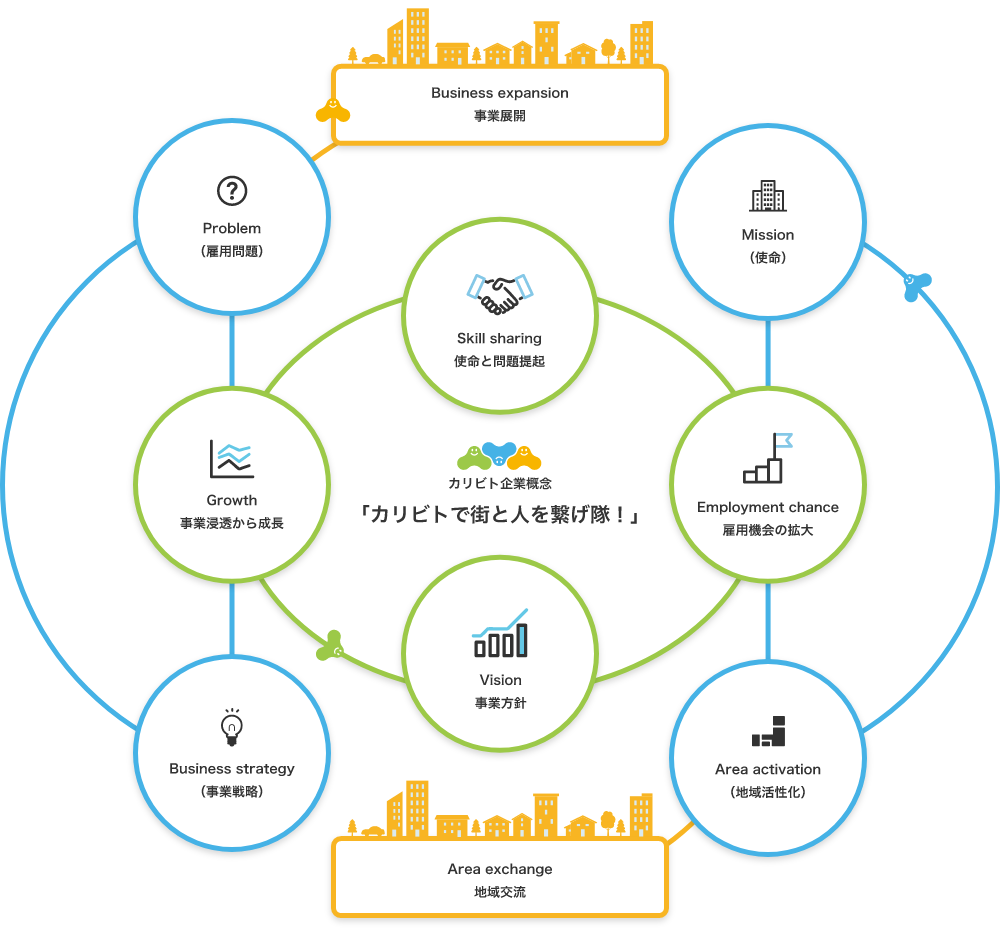 Business expansion
事業展開
Problem
（雇用問題）
Mission
（使命）
Skill sharing
使命と問題提起
Growth
事業浸透から成長
カリビト企業概念
「カリビトで街と人を繋げ隊！」
Employment chance
雇用機会の拡大
Vision
事業方針
Business strategy
（事業戦略）
Area activation
（地域活性化）
Area exchange
地域交流